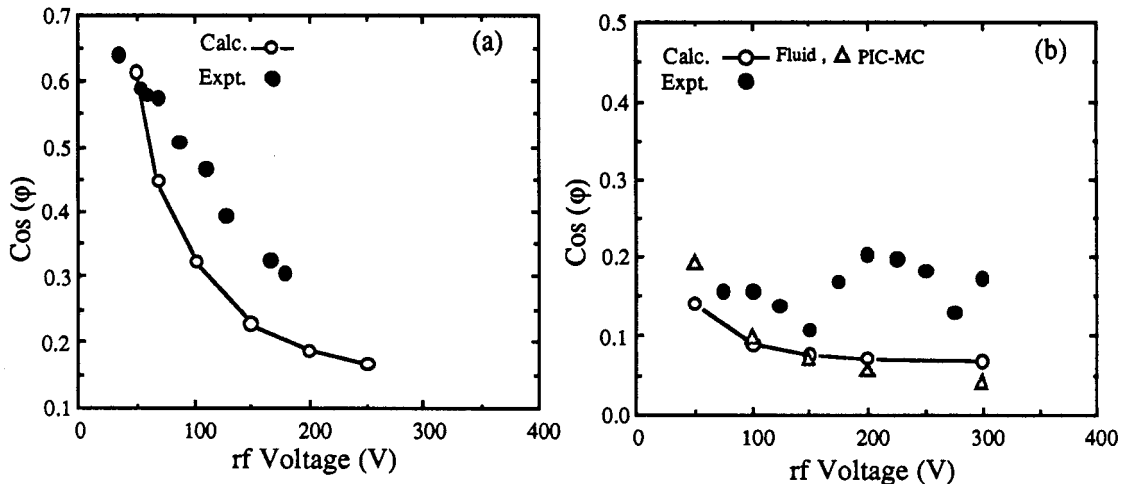 0.7
(a)
Calc.
0.6
Expt.
0.5
Cos (φ)
0.4
0.3
0.2
0.1
0 100 200 300 400
rf Voltage (V)
0.5
(b)
Calc. Fluid , Δ PIC-MC
Expt.
0.4
0.3
Cos (φ)
0.2
0.1
0.0
0 100 200 300 400
rf Voltage (V)